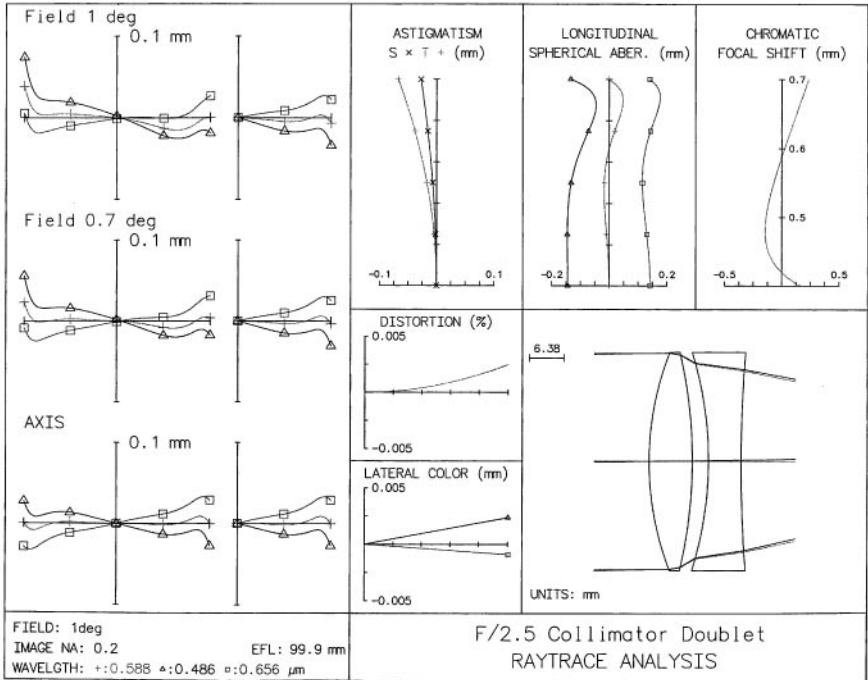 Field 1 deg
0.1 mm
Field 0.7 deg
0.1 mm
AXIS
0.1 mm
ASTIGMATISM
S × T + (mm)
-0.1 0.1
LONGITUDINAL
SPHERICAL ABER. (mm)
-0.2 0.2
CHROMATIC
FOCAL SHIFT (mm)
0.7
0.6
0.5
-0.5 0.5
DISTORTION (%)
0.005
-0.005
LATERAL COLOR (mm)
0.005
-0.005
6.38
UNITS: mm
FIELD: 1deg
IMAGE NA: 0.2 EFL: 99.9 mm
WAVELGTH: +:0.588 ▵:0.486 ▫:0.656 µm
F/2.5 Collimator Doublet
RAYTRACE ANALYSIS